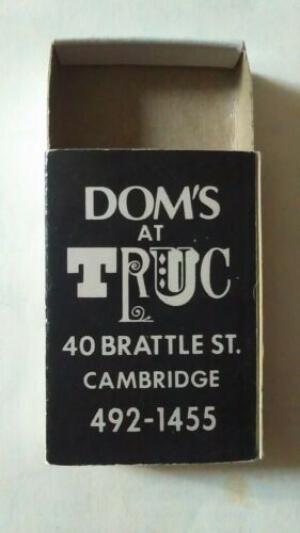 DOM'S
AT
TRUC
40 BRATTLE ST.
CAMBRIDGE
492-1455